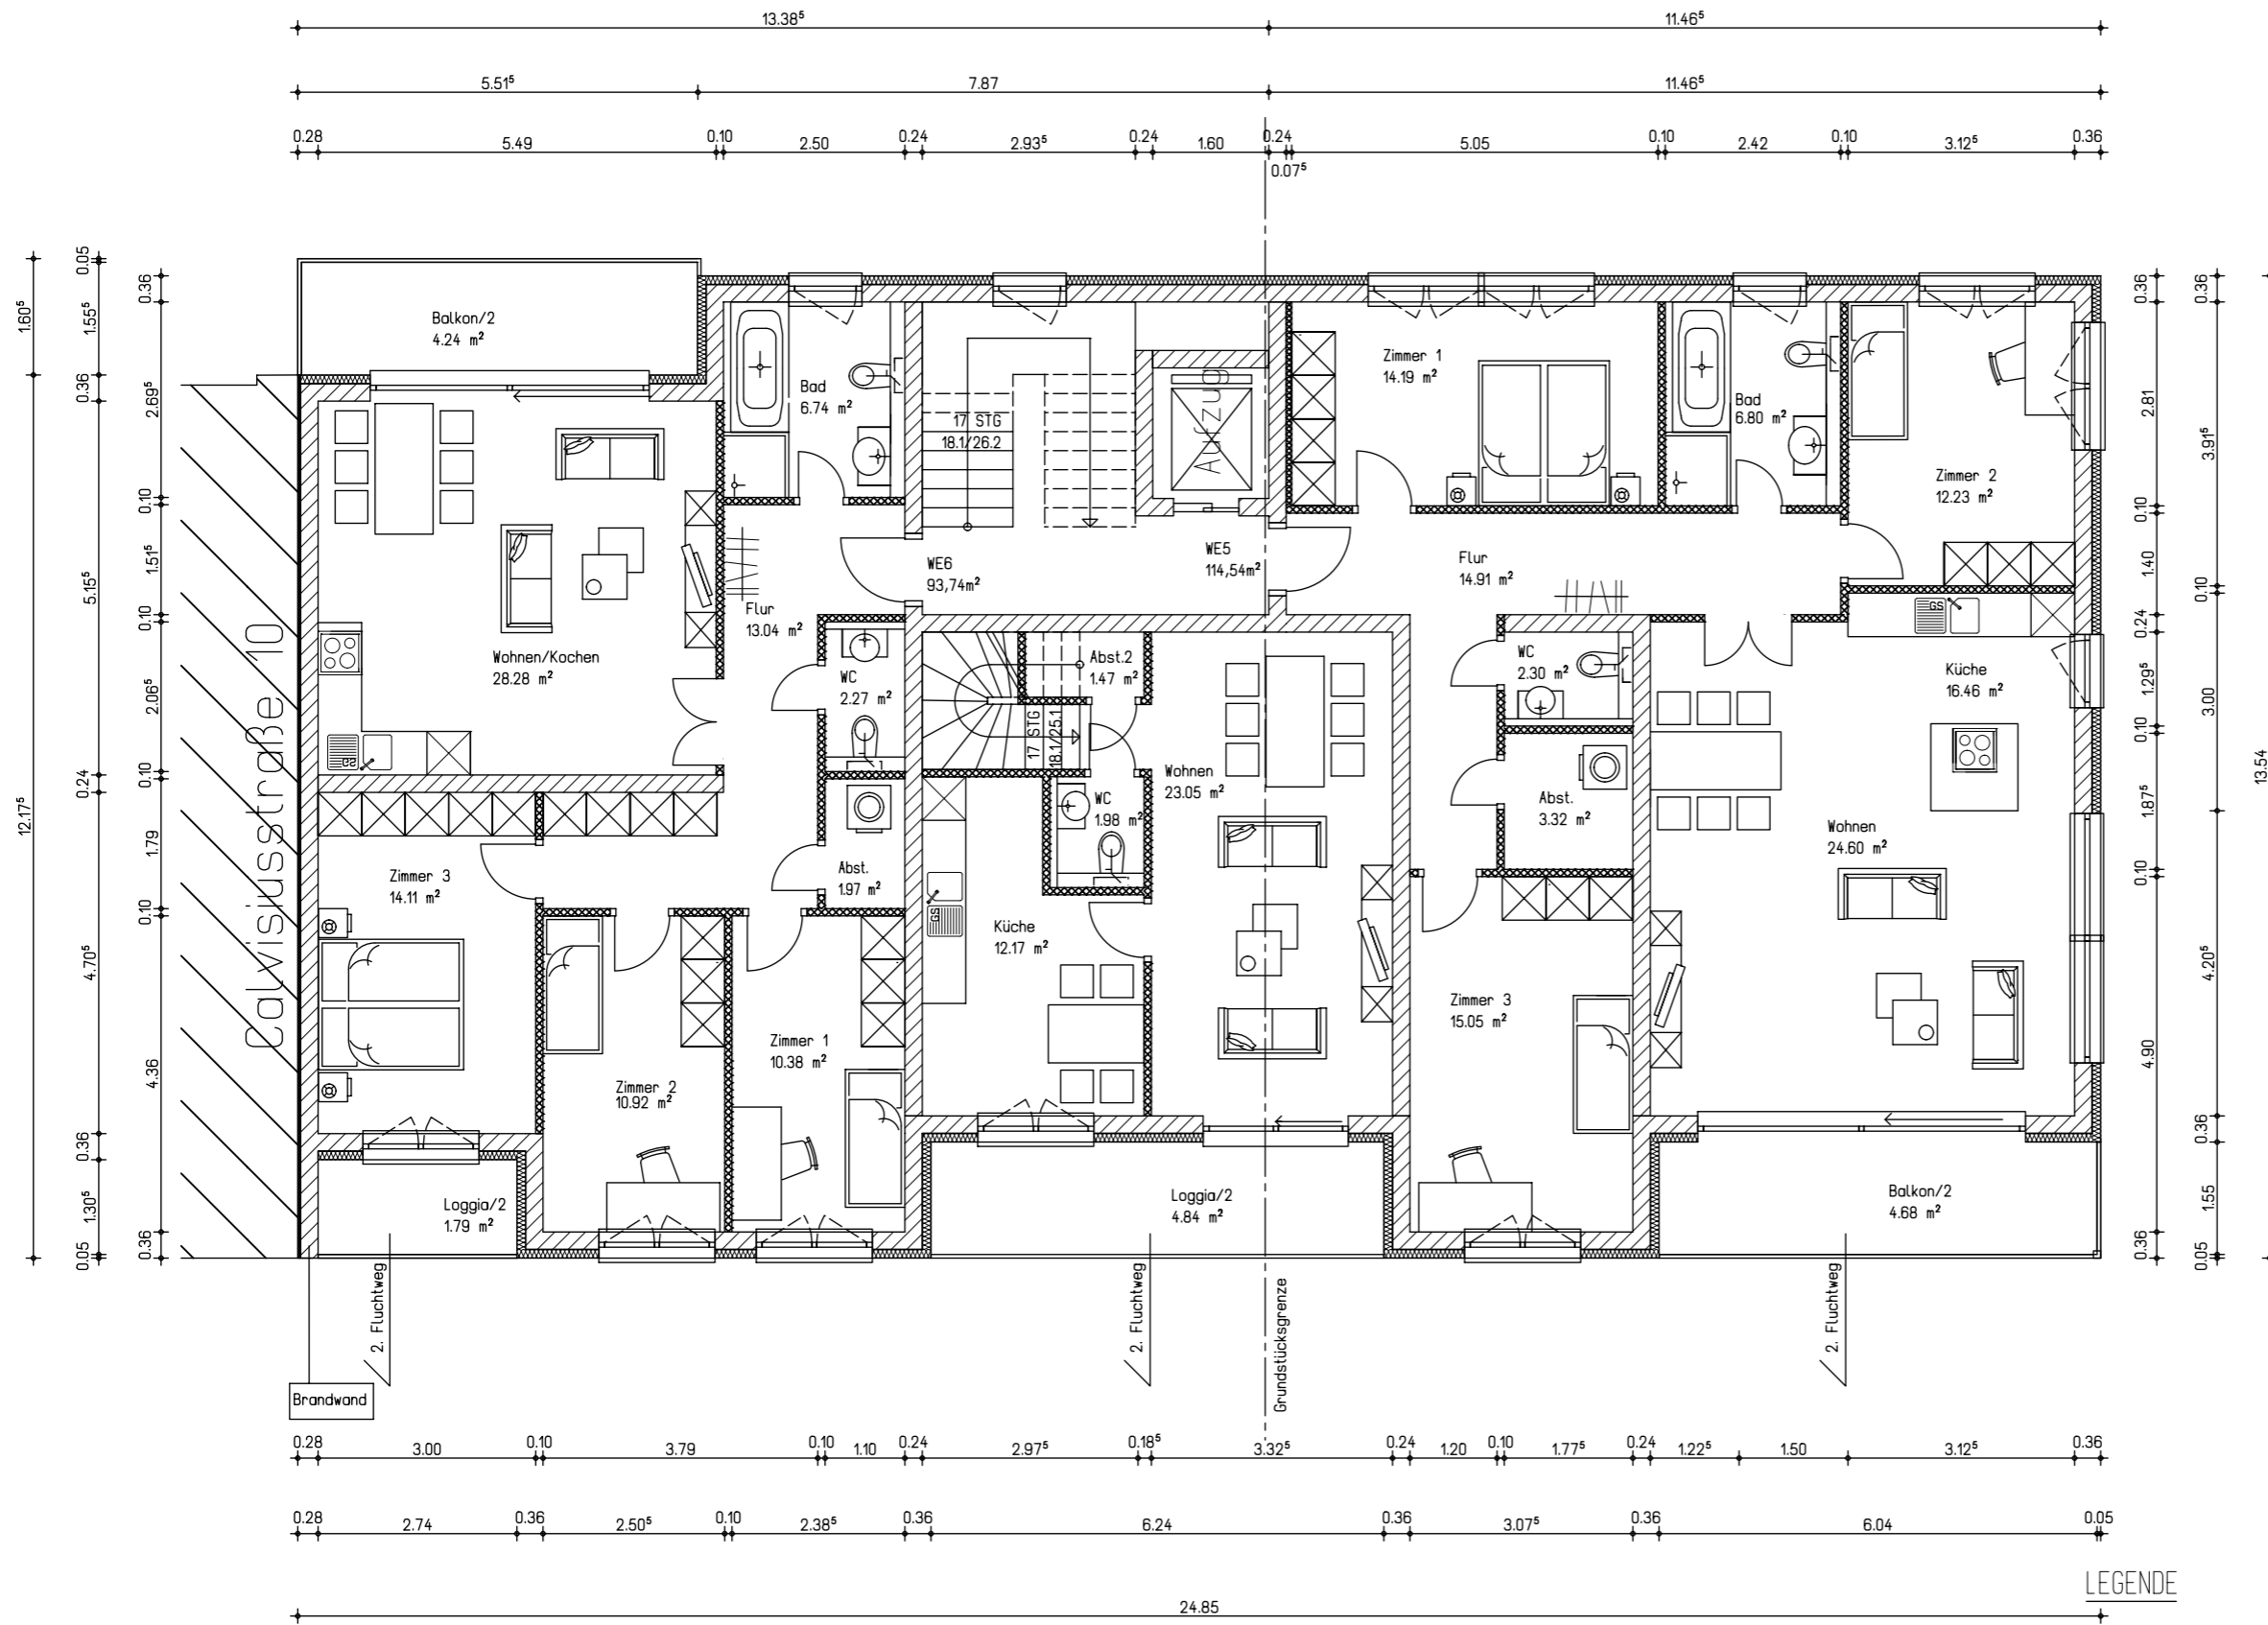 13.38⁵ 11.46⁵
5.51⁵ 7.87 11.46⁵
0.28 5.49 0.10 2.50 0.24 2.93⁵ 0.24 1.60 0.24 5.05 0.10 2.42 0.10 3.12⁵ 0.36
0.07⁵
1.60⁵
12.17⁵
0.05
1.55⁵
0.36
5.15⁵
0.24
4.70⁵
0.36
1.30⁵
0.05
0.36
2.69⁵
0.10
1.51⁵
0.10
2.06⁵
0.10
1.79
0.10
4.36
0.36
Calvisiusstraße 10
Balkon/2
4.24 m²
Bad
6.74 m²
17 STG
18.1/26.2
Aufzug
Zimmer 1
14.19 m²
Bad
6.80 m²
Zimmer 2
12.23 m²
WE6
93,74m²
WE5
114,54m²
Flur
14.91 m²
Flur
13.04 m²
Wohnen/Kochen
28.28 m²
GS
WC
2.27 m²
Abst.2
1.47 m²
17 STG
18.1/25.1
WC
2.30 m²
GS
Küche
16.46 m²
Wohnen
23.05 m²
WC
1.98 m²
Abst.
3.32 m²
Wohnen
24.60 m²
Zimmer 3
14.11 m²
Abst.
1.97 m²
GS
Küche
12.17 m²
Zimmer 3
15.05 m²
Zimmer 1
10.38 m²
Zimmer 2
10.92 m²
Loggia/2
1.79 m²
Loggia/2
4.84 m²
Balkon/2
4.68 m²
0.36
2.81
0.10
1.40
0.24
1.29⁵
0.10
1.87⁵
0.10
4.90
0.36
0.36
3.91⁵
0.10
3.00
4.20⁵
0.36
1.55
0.05
13.54
2. Fluchtweg
2. Fluchtweg
Grundstücksgrenze
2. Fluchtweg
Brandwand
0.28 3.00 0.10 3.79 0.10 1.10 0.24 2.97⁵ 0.18⁵ 3.32⁵ 0.24 1.20 0.10 1.77⁵ 0.24 1.22⁵ 1.50 3.12⁵ 0.36
0.28 2.74 0.36 2.50⁵ 0.10 2.38⁵ 0.36 6.24 0.36 3.07⁵ 0.36 6.04 0.05
LEGENDE
24.85